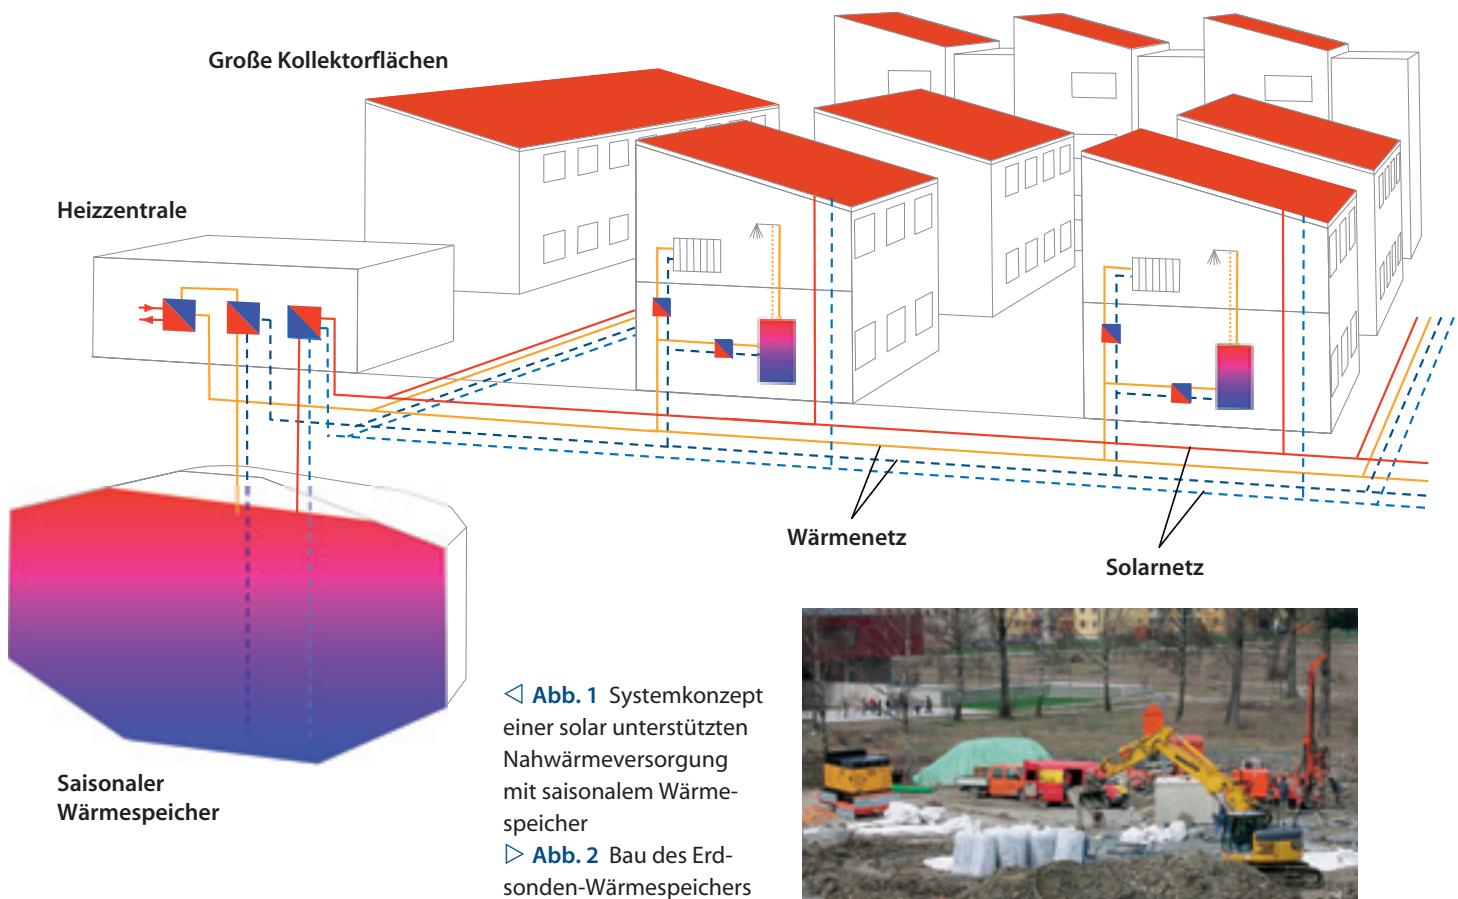 Große Kollektorflächen
Heizzentrale
Wärmenetz
Solarnetz
Saisonaler
Wärmespeicher
◁ Abb. 1 Systemkonzept
einer solar unterstützten
Nahwärmeversorgung
mit saisonalem Wärme-
speicher
▷ Abb. 2 Bau des Erd-
sonden-Wärmespeichers